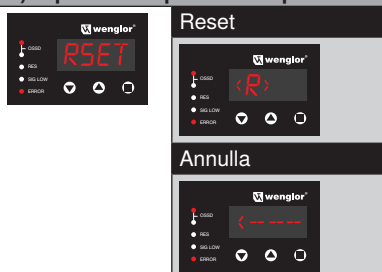 Reset
wenglor®
OSSD
RES
SIG LOW
ERROR
RSET
wenglor®
OSSD
RES
SIG LOW
ERROR
<R>
Annulla
wenglor®
OSSD
RES
SIG LOW
ERROR
<-----